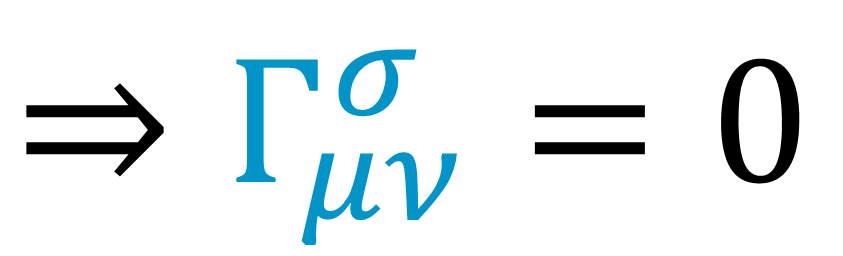 ⇒ Γ^σ_μν = 0